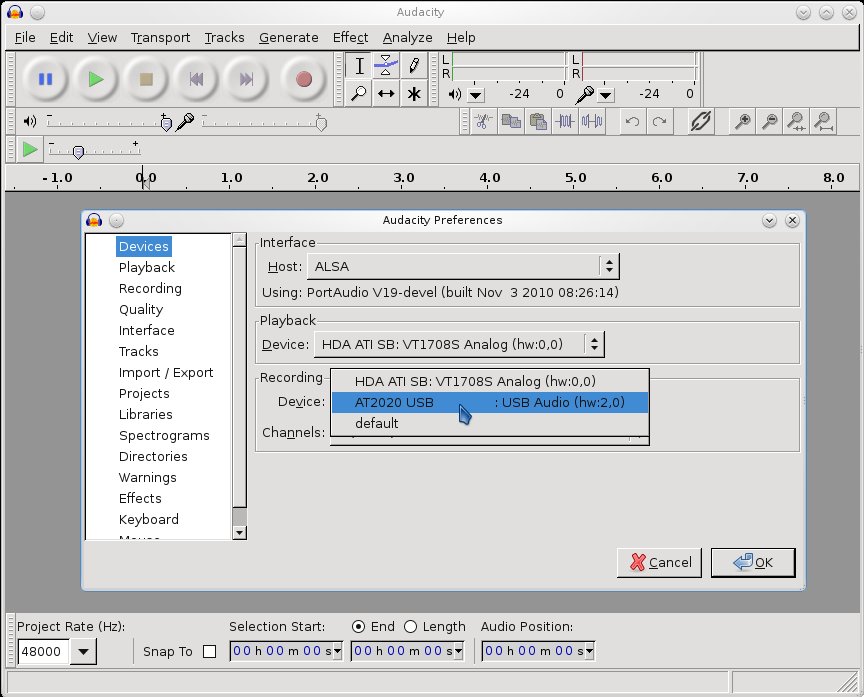 Audacity
File Edit View Transport Tracks Generate Effect Analyze Help
L R
-24 0 -24 0
-1.0 0.0 1.0 2.0 3.0 4.0 5.0 6.0 7.0 8.0
Audacity Preferences
Devices
Playback
Recording
Quality
Interface
Tracks
Import / Export
Projects
Libraries
Spectrograms
Directories
Warnings
Effects
Keyboard
Interface
Host: ALSA
Using: PortAudio V19-devel (built Nov 3 2010 08:26:14)
Playback
Device: HDA ATI SB: VT1708S Analog (hw:0,0)
Recording
Device:
HDA ATI SB: VT1708S Analog (hw:0,0)
AT2020 USB : USB Audio (hw:2,0)
default
Channels:
Cancel OK
Project Rate (Hz): Selection Start: End Length Audio Position:
48000 Snap To 00 h 00 m 00 s 00 h 00 m 00 s 00 h 00 m 00 s